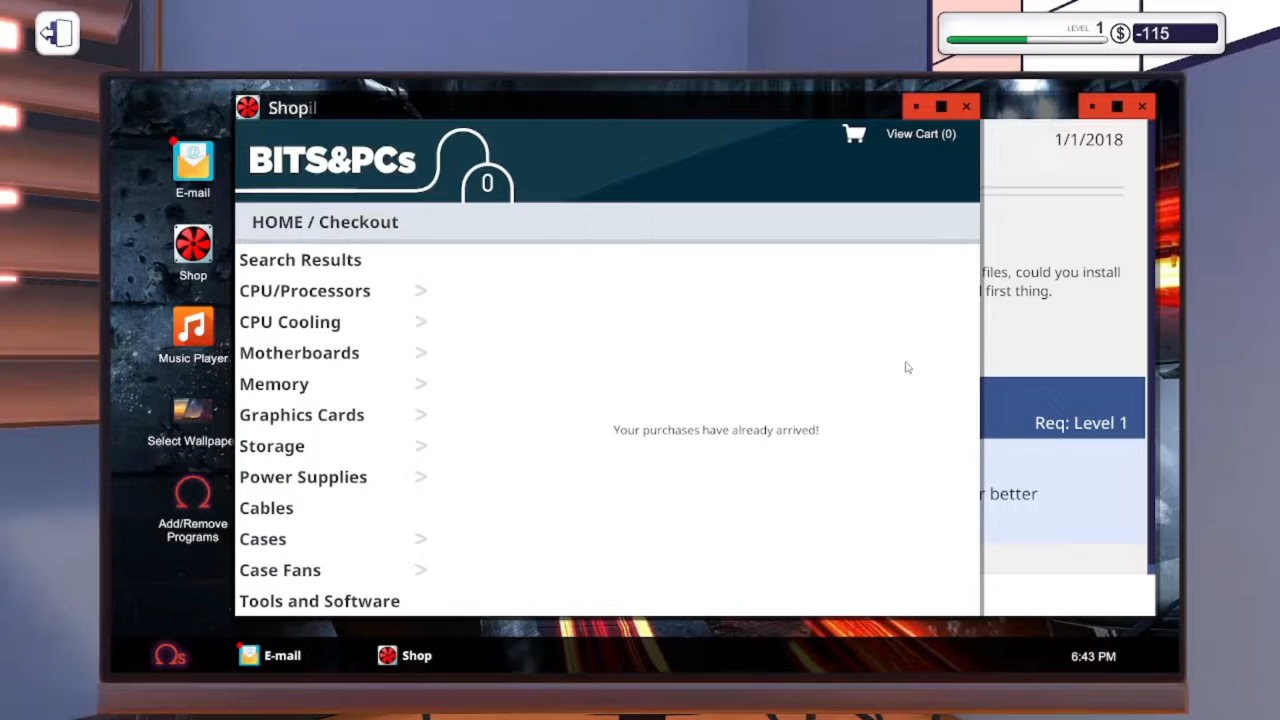 LEVEL 1
$ -115
Shop il
View Cart (0)
1/1/2018
BITS&PCs
0
HOME / Checkout
E-mail
Shop
Music Player
Select Wallpape
Add/Remove
Programs
Search Results
CPU/Processors >
CPU Cooling >
Motherboards >
Memory >
Graphics Cards >
Storage >
Power Supplies >
Cables
Cases >
Case Fans >
Tools and Software
Your purchases have already arrived!
files, could you install
first thing.
Req: Level 1
r better
Ωs
E-mail
Shop
6:43 PM